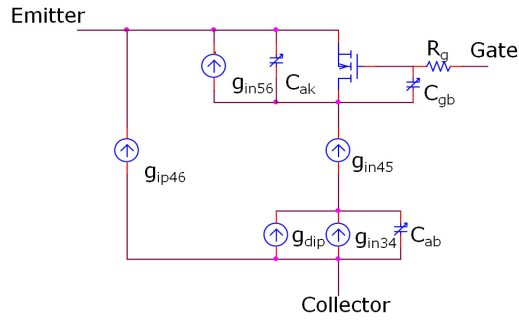 Emitter
Rg Gate
gin56 Cak
Cgb
gip46
gin45
gdip gin34 Cab
Collector